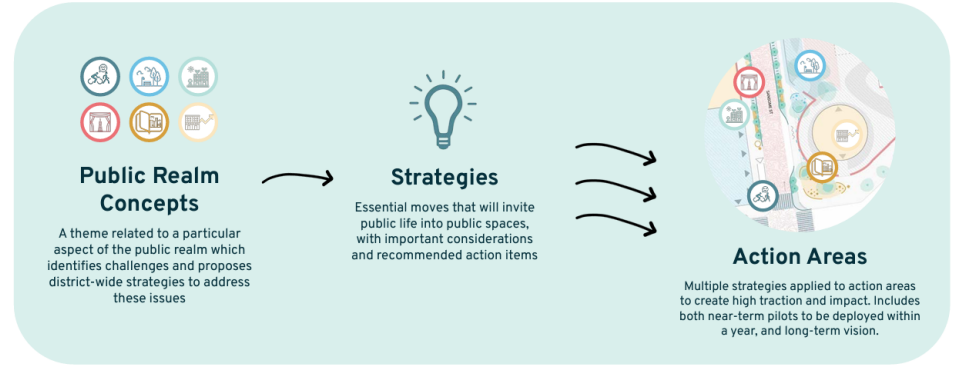 Public Realm
Concepts
A theme related to a particular
aspect of the public realm which
identifies challenges and proposes
district-wide strategies to address
these issues
Strategies
Essential moves that will invite
public life into public spaces,
with important considerations
and recommended action items
Action Areas
Multiple strategies applied to action areas
to create high traction and impact. Includes
both near-term pilots to be deployed within
a year, and long-term vision.